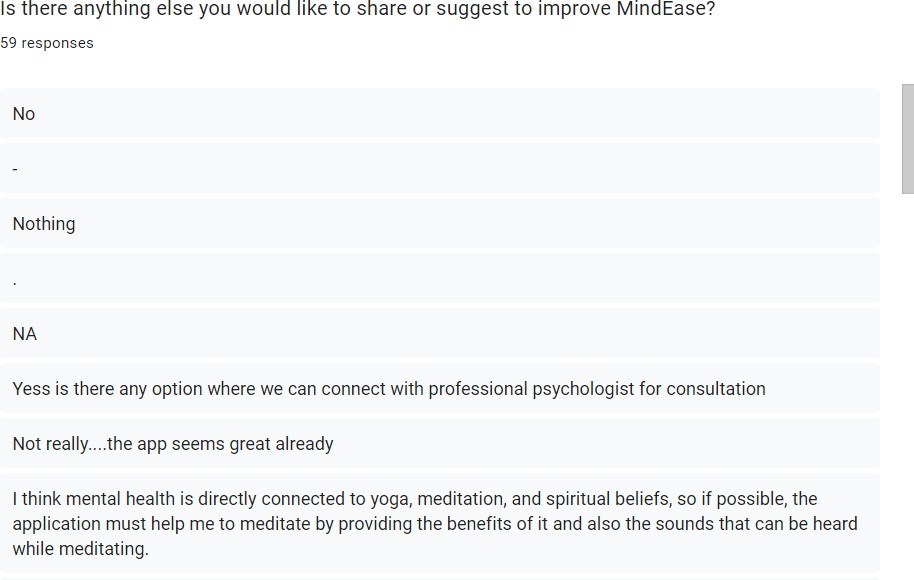 Is there anything else you would like to share or suggest to improve MindEase?
59 responses
No
-
Nothing
.
NA
Yess is there any option where we can connect with professional psychologist for consultation
Not really....the app seems great already
I think mental health is directly connected to yoga, meditation, and spiritual beliefs, so if possible, the
application must help me to meditate by providing the benefits of it and also the sounds that can be heard
while meditating.